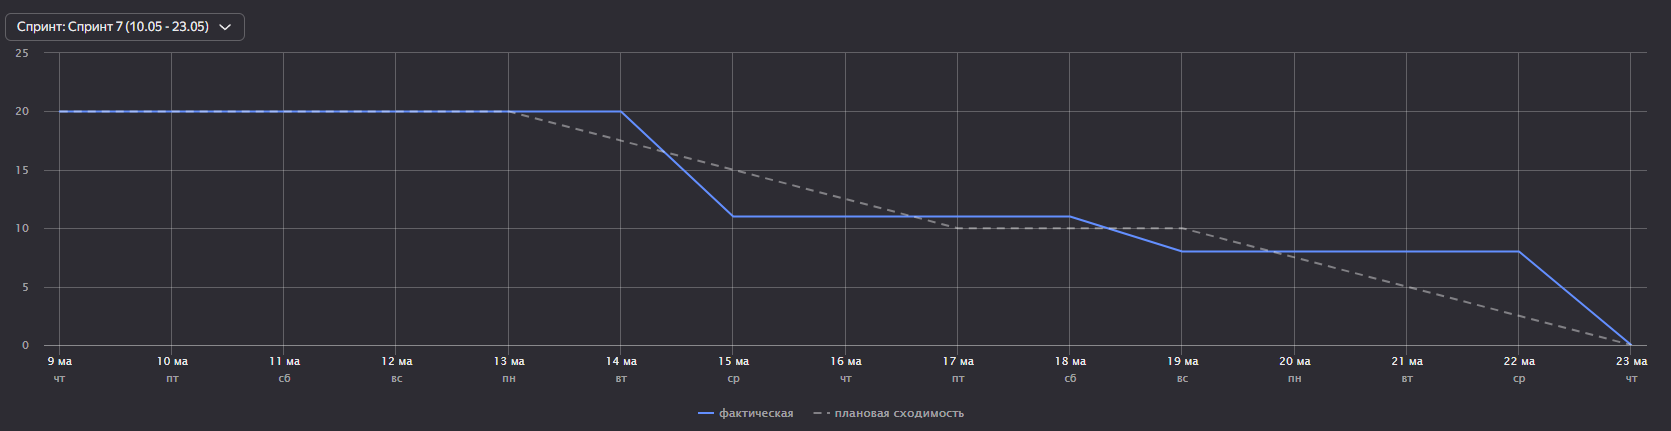 Спринт: Спринт 7 (10.05 - 23.05)
25
20
15
10
5
0
9 ма 10 ма 11 ма 12 ма 13 ма 14 ма 15 ма 16 ма 17 ма 18 ма 19 ма 20 ма 21 ма 22 ма 23 ма
чт пт сб вс пн вт ср чт пт сб вс пн вт ср чт
фактическая плановая сходимость